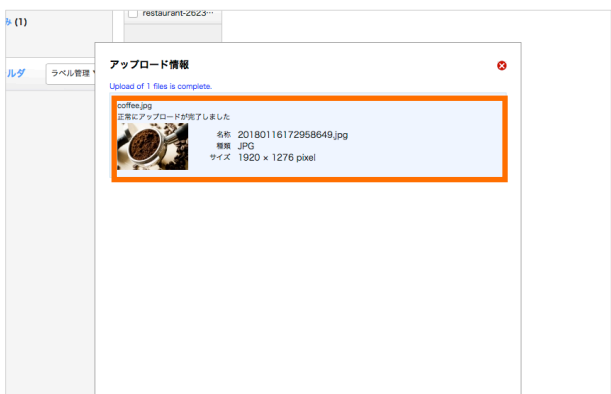 み (1)
restaurant-2623…
ルダ
ラベル管理
アップロード情報
Upload of 1 files is complete.
coffee.jpg
正常にアップロードが完了しました
名称 20180116172958649.jpg
種類 JPG
サイズ 1920 × 1276 pixel